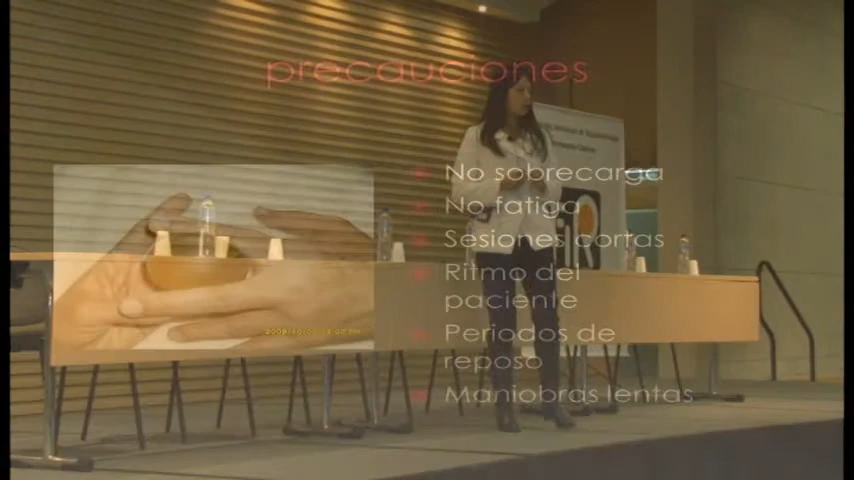 precauciones
No sobrecarga
No fatiga
Sesiones cortas
Ritmo del
paciente
Periodos de
reposo
Maniobras lentas